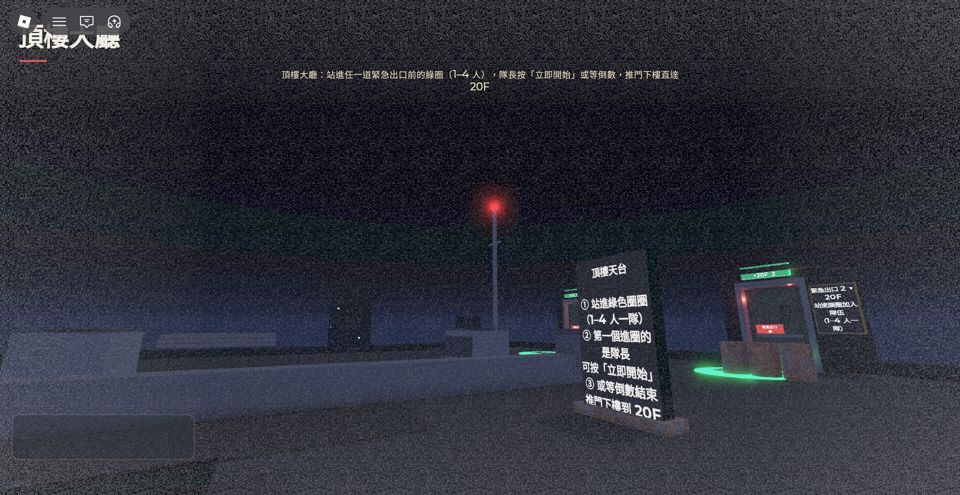 頂樓大廳
頂樓大廳：站進任一道緊急出口前的綠圈（1–4 人），隊長按「立即開始」或等倒數，推門下樓直達
20F
頂樓天台
① 站進綠色圈圈
（1–4 人一隊）
② 第一個進圈的
是隊長
可按「立即開始」
③ 或等倒數結束
推門下樓到 20F
緊急出口 2
20F
站進圈圈加入
隊伍
（1–4 人一
隊）